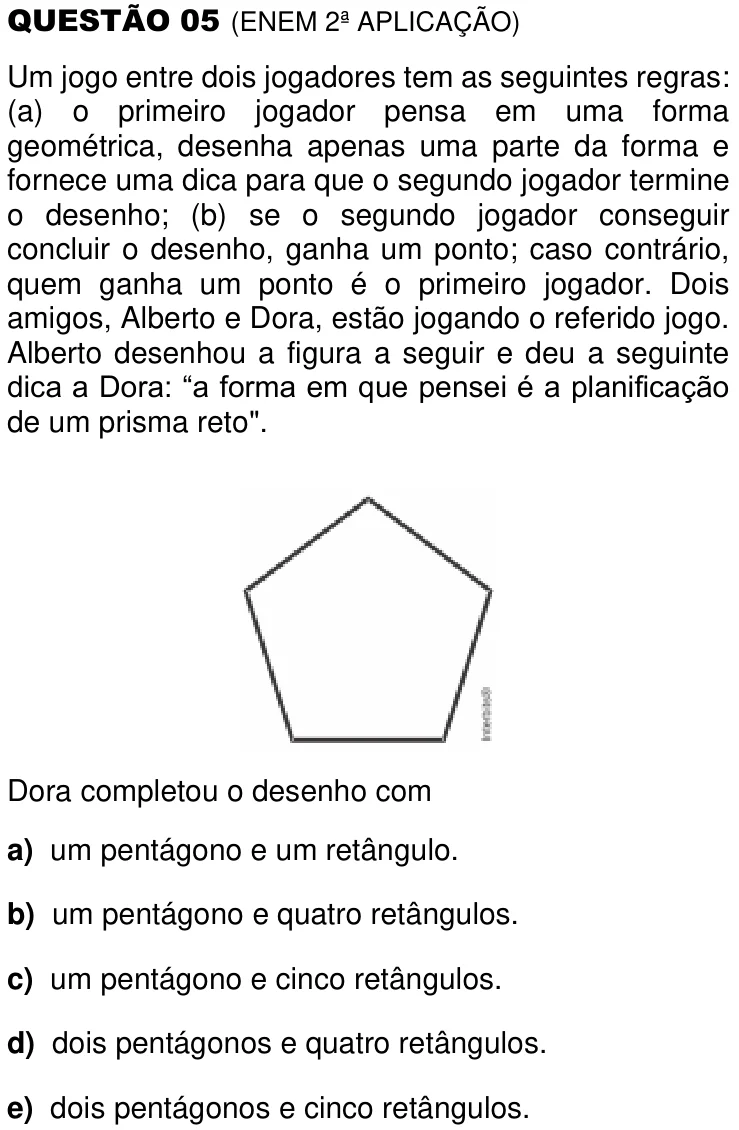 QUESTÃO 05 (ENEM 2ª APLICAÇÃO)
Um jogo entre dois jogadores tem as seguintes regras:
(a) o primeiro jogador pensa em uma forma
geométrica, desenha apenas uma parte da forma e
fornece uma dica para que o segundo jogador termine
o desenho; (b) se o segundo jogador conseguir
concluir o desenho, ganha um ponto; caso contrário,
quem ganha um ponto é o primeiro jogador. Dois
amigos, Alberto e Dora, estão jogando o referido jogo.
Alberto desenhou a figura a seguir e deu a seguinte
dica a Dora: “a forma em que pensei é a planificação
de um prisma reto".
Interbits®
Dora completou o desenho com
a) um pentágono e um retângulo.
b) um pentágono e quatro retângulos.
c) um pentágono e cinco retângulos.
d) dois pentágonos e quatro retângulos.
e) dois pentágonos e cinco retângulos.